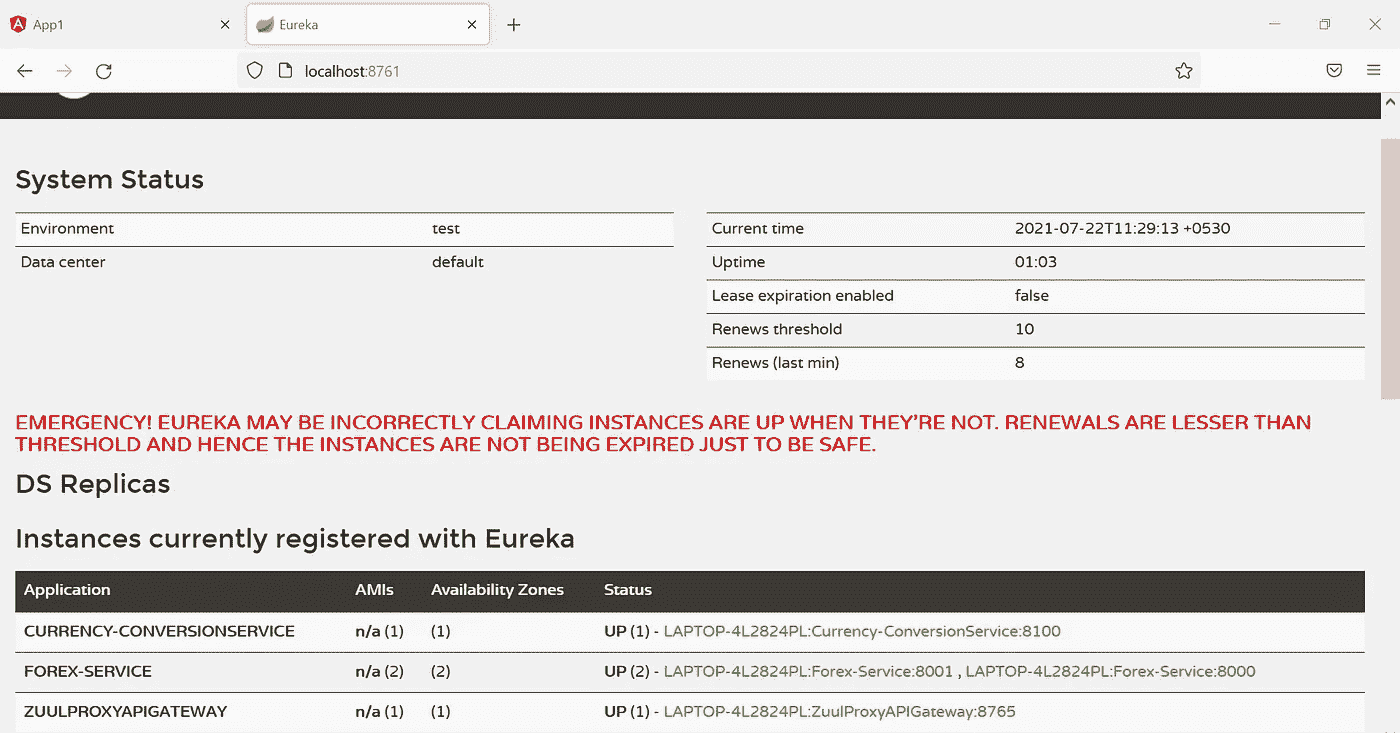 App1
Eureka
localhost:8761
System Status
Environment test
Data center default
Current time 2021-07-22T11:29:13 +0530
Uptime 01:03
Lease expiration enabled false
Renews threshold 10
Renews (last min) 8
EMERGENCY! EUREKA MAY BE INCORRECTLY CLAIMING INSTANCES ARE UP WHEN THEY'RE NOT. RENEWALS ARE LESSER THAN
THRESHOLD AND HENCE THE INSTANCES ARE NOT BEING EXPIRED JUST TO BE SAFE.
DS Replicas
Instances currently registered with Eureka
Application AMIs Availability Zones Status
CURRENCY-CONVERSIONSERVICE n/a (1) (1) UP (1) - LAPTOP-4L2824PL:Currency-ConversionService:8100
FOREX-SERVICE n/a (2) (2) UP (2) - LAPTOP-4L2824PL:Forex-Service:8001 , LAPTOP-4L2824PL:Forex-Service:8000
ZUULPROXYAPIGATEWAY n/a (1) (1) UP (1) - LAPTOP-4L2824PL:ZuulProxyAPIGateway:8765